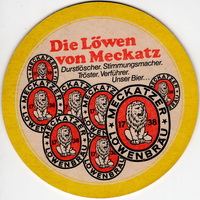 Die Löwen
von Meckatz
Durstlöscher, Stimmungsmacher.
Tröster, Verführer.
Unser Bier...
MECKATZER
17 38
LÖWENBRÄU